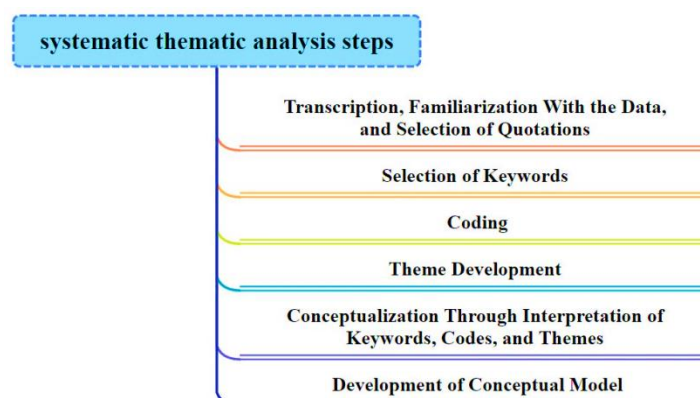 systematic thematic analysis steps
Transcription, Familiarization With the Data,
and Selection of Quotations
Selection of Keywords
Coding
Theme Development
Conceptualization Through Interpretation of
Keywords, Codes, and Themes
Development of Conceptual Model